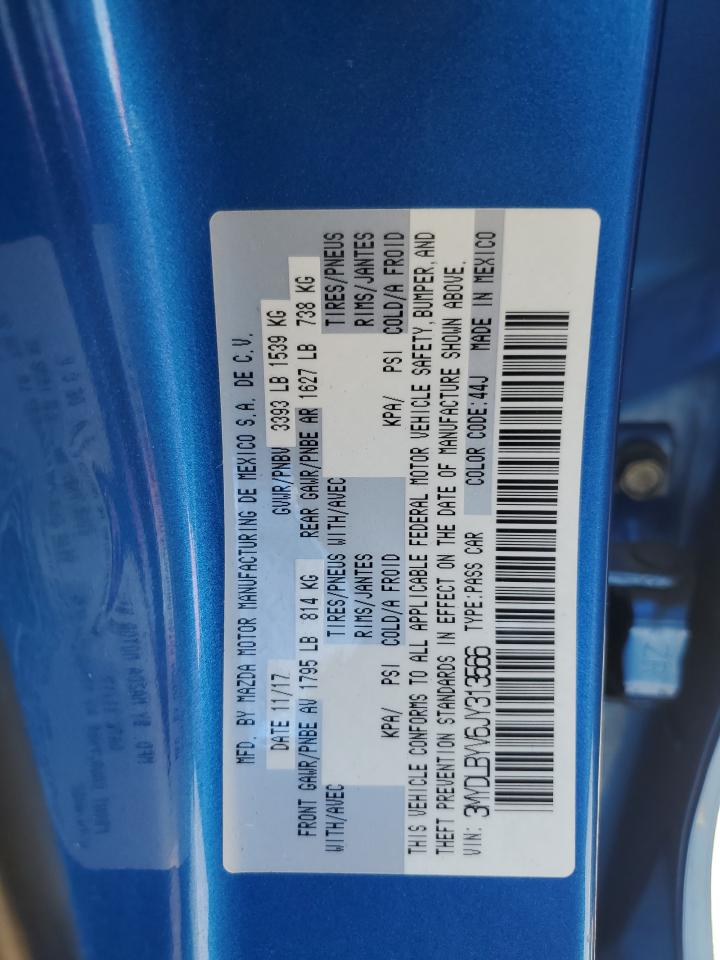 MFD. BY MAZDA MOTOR MANUFACTURING DE MEXICO S.A. DE C.V.
DATE 11/17 GVWR/PNBV 3393 LB 1539 KG
FRONT GAWR/PNBE AV 1795 LB 814 KG REAR GAWR/PNBE AR 1627 LB 738 KG
WITH/AVEC TIRES/PNEUS WITH/AVEC TIRES/PNEUS
RIMS/JANTES RIMS/JANTES
KPA/ PSI COLD/A FROID KPA/ PSI COLD/A FROID
THIS VEHICLE CONFORMS TO ALL APPLICABLE FEDERAL MOTOR VEHICLE SAFETY, BUMPER, AND
THEFT PREVENTION STANDARDS IN EFFECT ON THE DATE OF MANUFACTURE SHOWN ABOVE.
VIN: 3MYDLBYV6JY313666 TYPE:PASS CAR COLOR CODE:44J MADE IN MEXICO